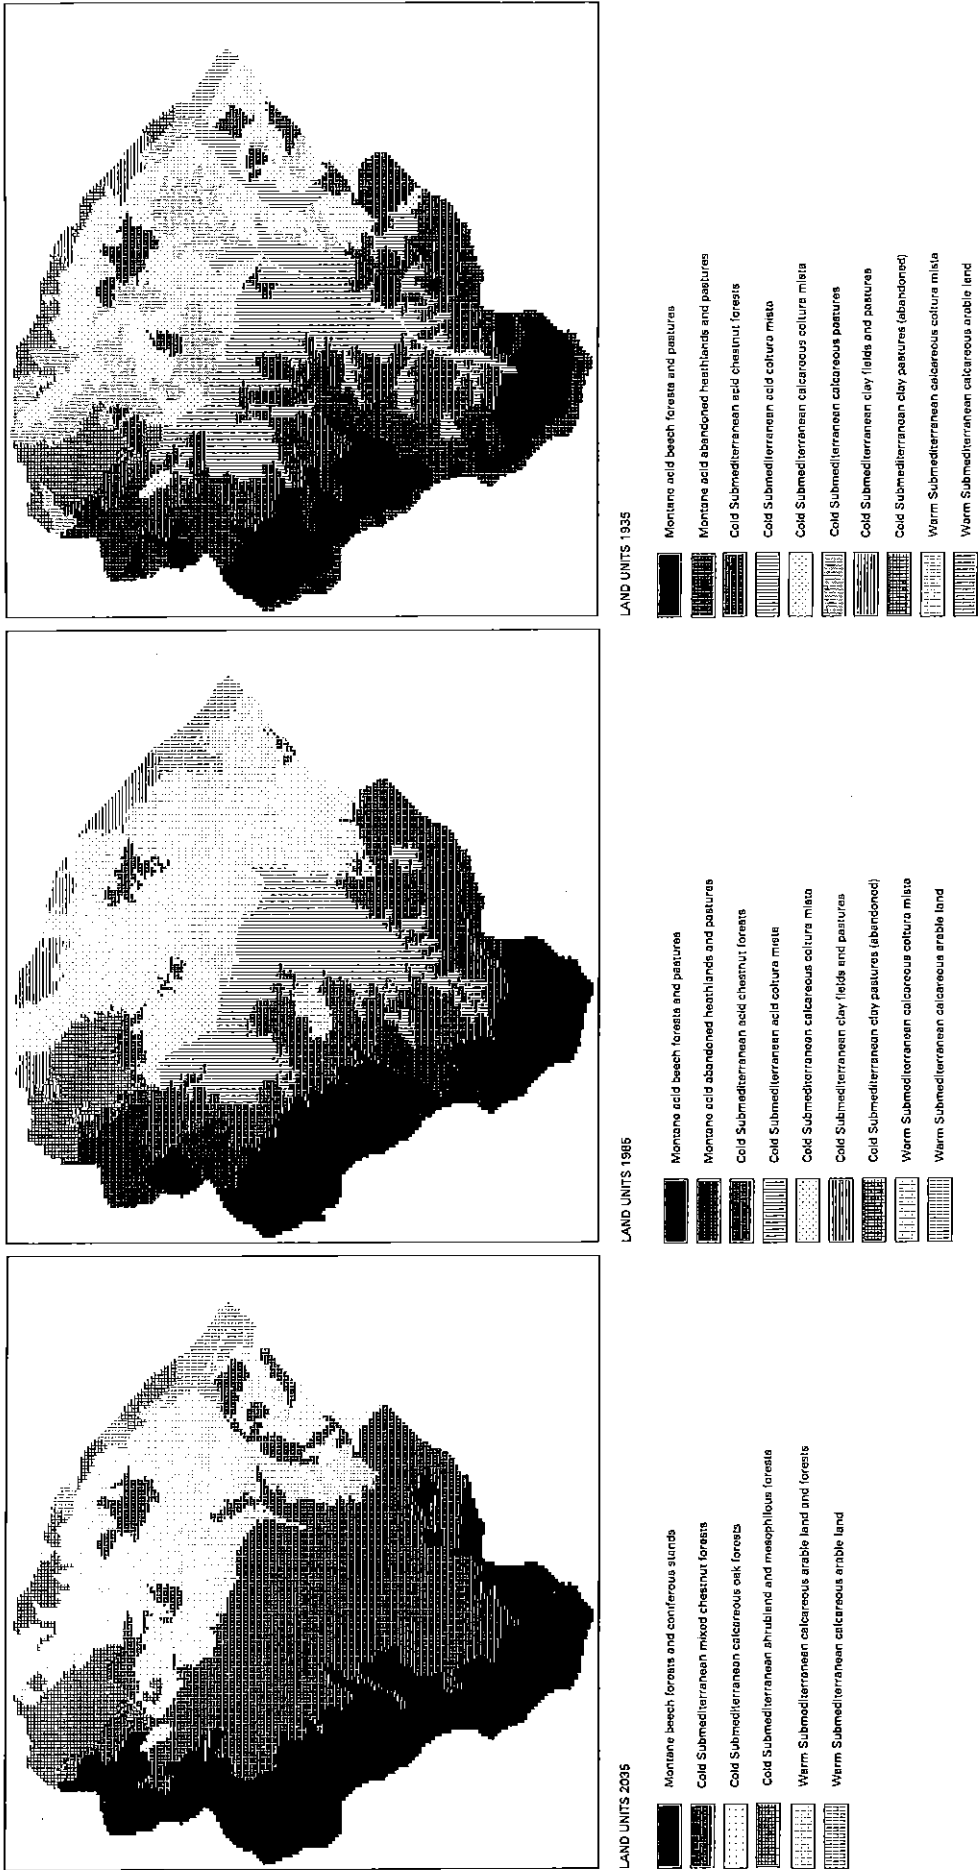 LAND UNITS 1935
Montane acid beech forests and pastures
Montane acid abandoned heathlands and pastures
Cold Submediterranean acid chestnut forests
Cold Submediterranean acid coltura mista
Cold Submediterranean calcareous coltura mista
Cold Submediterranean calcareous pastures
Cold Submediterranean clay fields and pastures
Cold Submediterranean clay pastures (abandoned)
Warm Submediterranean calcareous coltura mista
Warm Submediterranean calcareous arable land
LAND UNITS 1985
Montane acid beech forests and pastures
Montane acid abandoned heathlands and pastures
Cold Submediterranean acid chestnut forests
Cold Submediterranean acid coltura mista
Cold Submediterranean calcareous coltura mista
Cold Submediterranean clay fields and pastures
Cold Submediterranean clay pastures (abandoned)
Warm Submediterranean calcareous coltura mista
Warm Submediterranean calcareous arable land
LAND UNITS 2035
Montane beech forests and coniferous stands
Cold Submediterranean mixed chestnut forests
Cold Submediterranean calcareous oak forests
Cold Submediterranean shrubland and mesophilous forests
Warm Submediterranean calcareous arable land and forests
Warm Submediterranean calcareous arable land